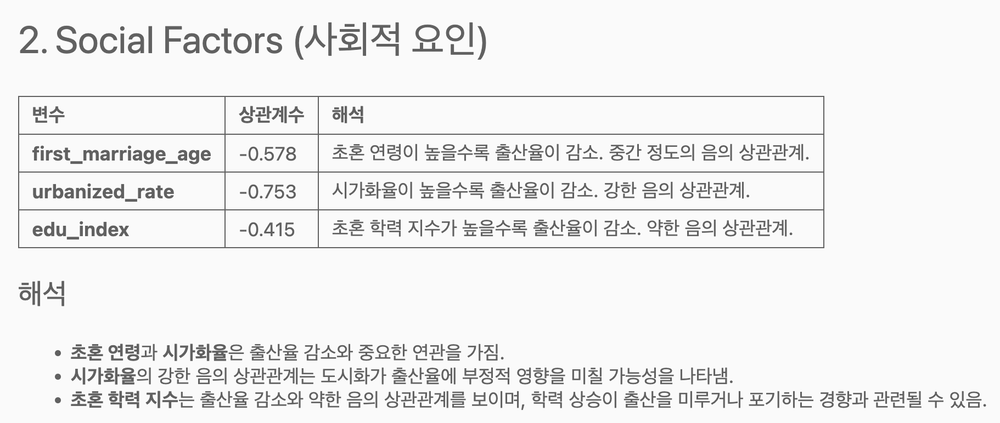 2. Social Factors (사회적 요인)
변수 상관계수 해석
first_marriage_age -0.578 초혼 연령이 높을수록 출산율이 감소. 중간 정도의 음의 상관관계.
urbanized_rate -0.753 시가화율이 높을수록 출산율이 감소. 강한 음의 상관관계.
edu_index -0.415 초혼 학력 지수가 높을수록 출산율이 감소. 약한 음의 상관관계.
해석
• 초혼 연령과 시가화율은 출산율 감소와 중요한 연관을 가짐.
• 시가화율의 강한 음의 상관관계는 도시화가 출산율에 부정적 영향을 미칠 가능성을 나타냄.
• 초혼 학력 지수는 출산율 감소와 약한 음의 상관관계를 보이며, 학력 상승이 출산을 미루거나 포기하는 경향과 관련될 수 있음.